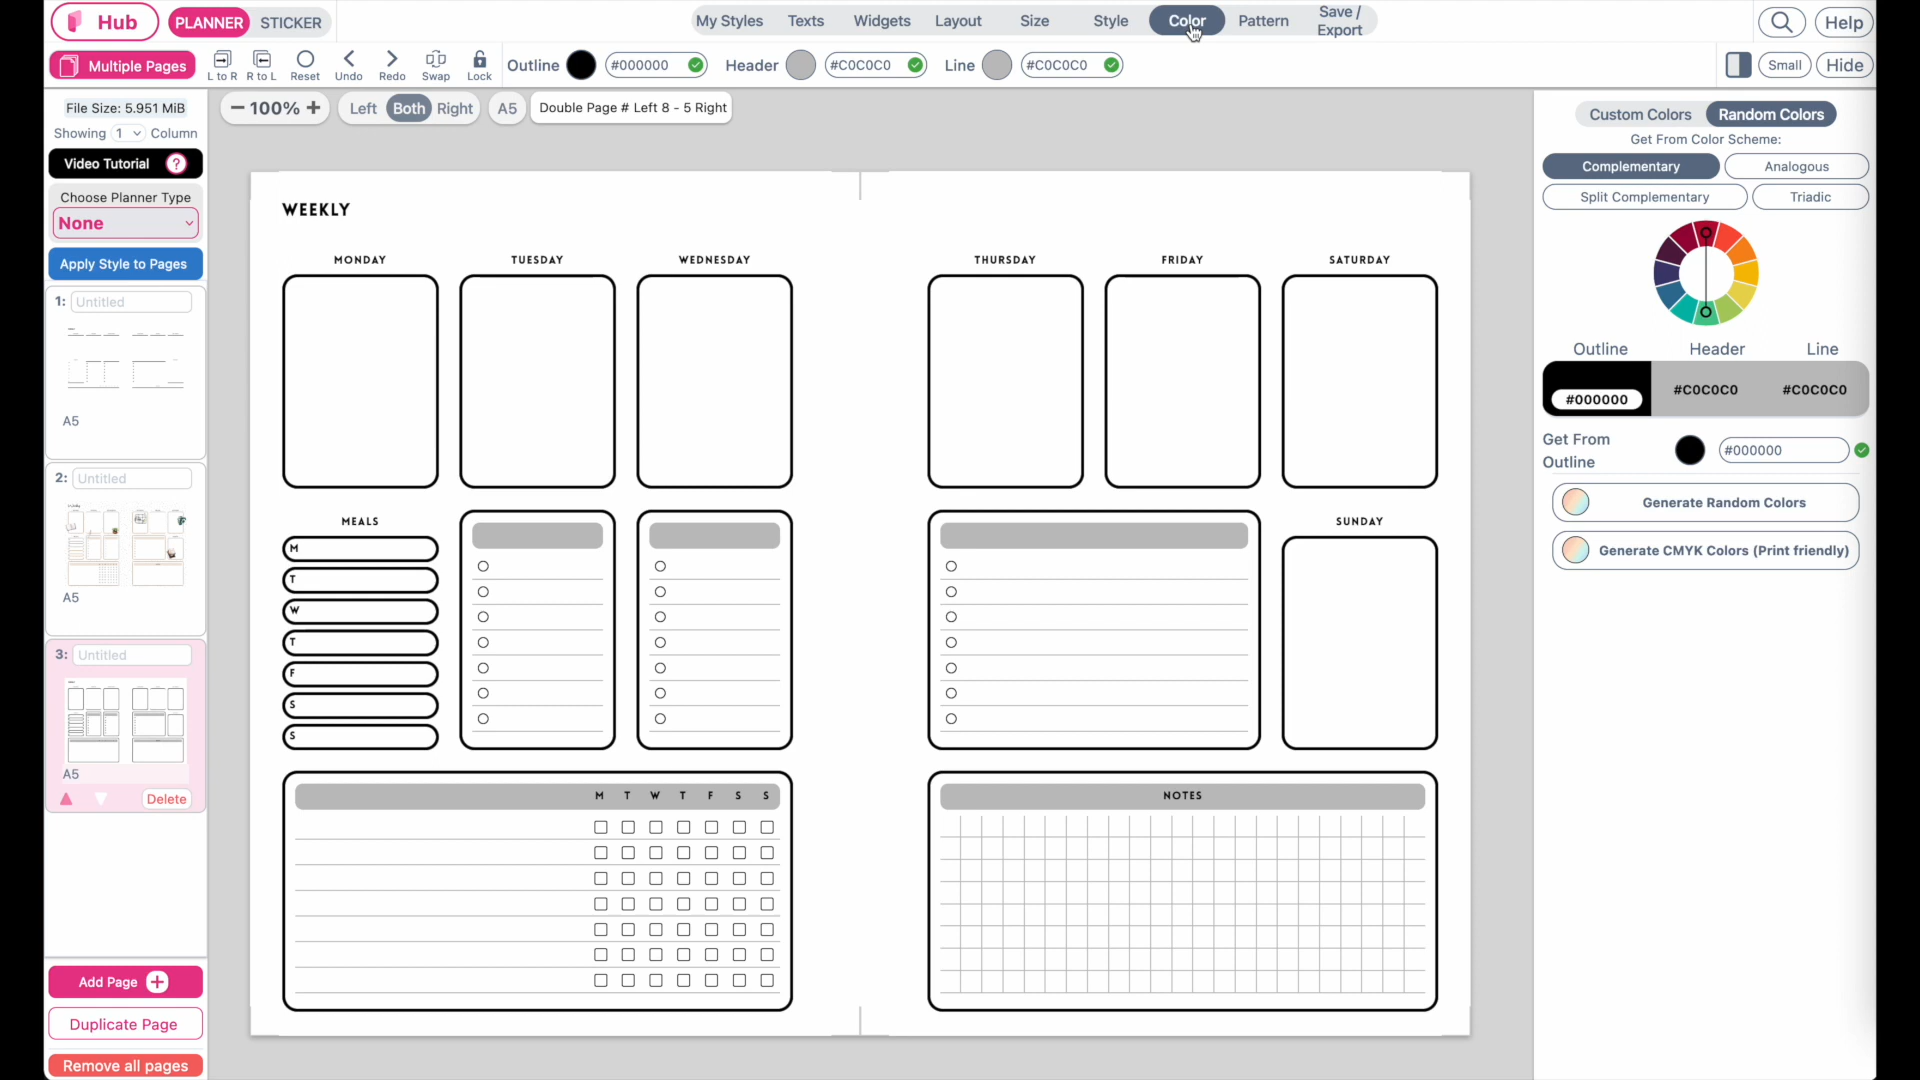 Hub
PLANNER STICKER
My Styles Texts Widgets Layout Size Style Color Pattern Save / Export
Help
Multiple Pages
L to R R to L Reset Undo Redo Swap Lock
Outline #000000 Header #C0C0C0 Line #C0C0C0
Small Hide
File Size: 5.951 MiB
Showing 1 Column
Video Tutorial ?
Choose Planner Type
None
Apply Style to Pages
1: Untitled
A5
2: Untitled
A5
3: Untitled
A5
Delete
Add Page
Duplicate Page
Remove all pages
100% Left Both Right A5 Double Page # Left 8 - 5 Right
WEEKLY
MONDAY TUESDAY WEDNESDAY THURSDAY FRIDAY SATURDAY
MEALS
M
T
W
T
F
S
S
SUNDAY
M T W T F S S
NOTES
Custom Colors Random Colors
Get From Color Scheme:
Complementary Analogous
Split Complementary Triadic
Outline Header Line
#000000 #C0C0C0 #C0C0C0
Get From Outline #000000
Generate Random Colors
Generate CMYK Colors (Print friendly)